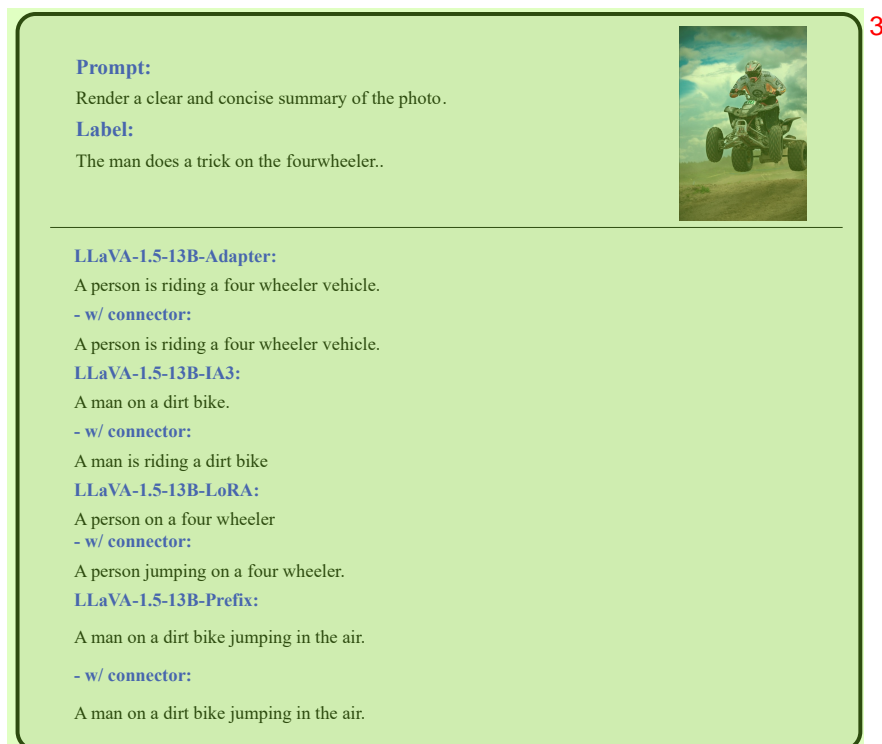 3
Prompt:
Render a clear and concise summary of the photo.
Label:
The man does a trick on the fourwheeler..
LLaVA-1.5-13B-Adapter:
A person is riding a four wheeler vehicle.
- w/ connector:
A person is riding a four wheeler vehicle.
LLaVA-1.5-13B-IA3:
A man on a dirt bike.
- w/ connector:
A man is riding a dirt bike
LLaVA-1.5-13B-LoRA:
A person on a four wheeler
- w/ connector:
A person jumping on a four wheeler.
LLaVA-1.5-13B-Prefix:
A man on a dirt bike jumping in the air.
- w/ connector:
A man on a dirt bike jumping in the air.